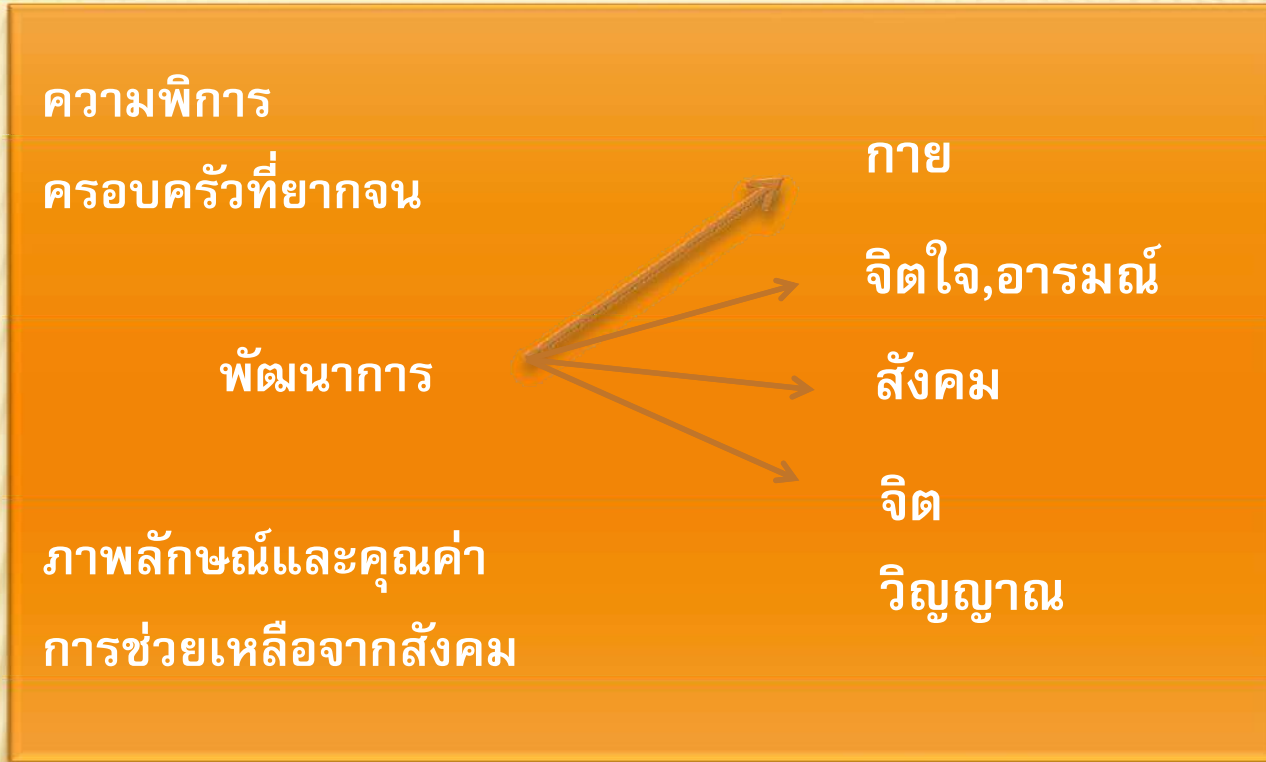 ความพิการ
ครอบครัวที่ยากจน
พัฒนาการ
ภาพลักษณ์และคุณค่า
การช่วยเหลือจากสังคม
กาย
จิตใจ,อารมณ์
สังคม
จิต
วิญญาณ